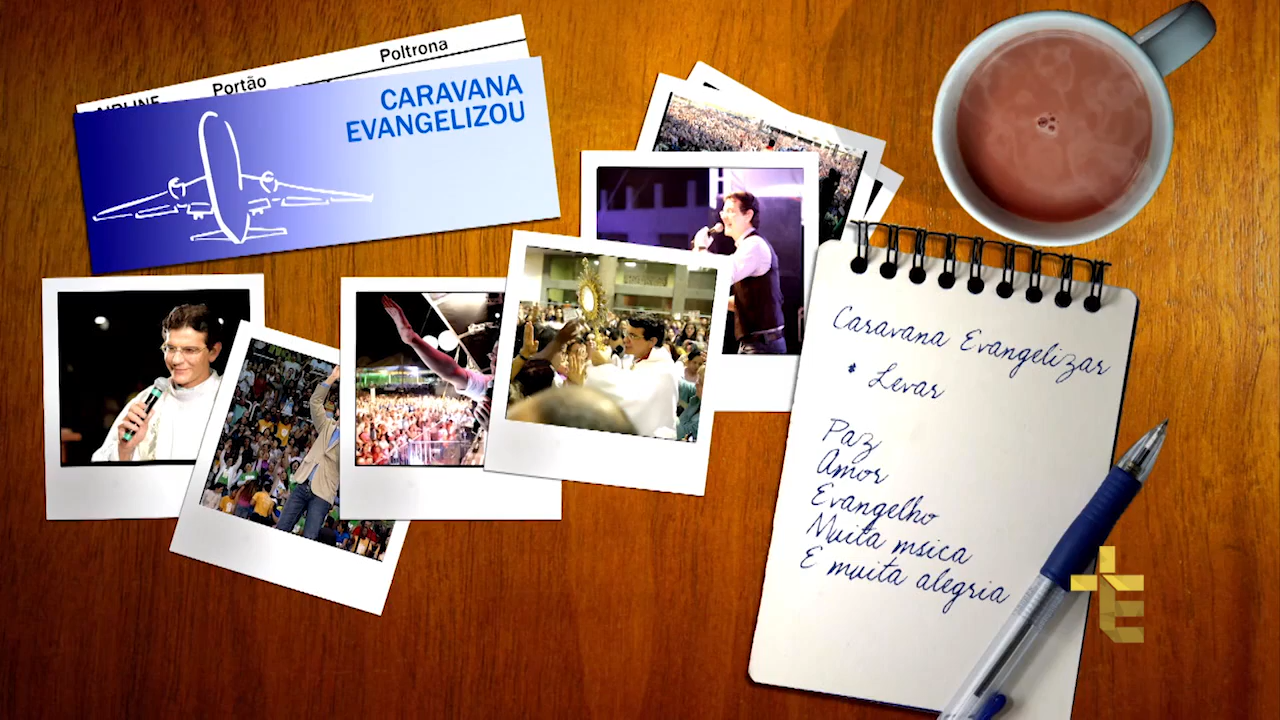 Portão Poltrona
CARAVANA
EVANGELIZOU
Caravana Evangelizar
* Levar
Paz
Amor
Evangelho
Muita msica
E muita alegria